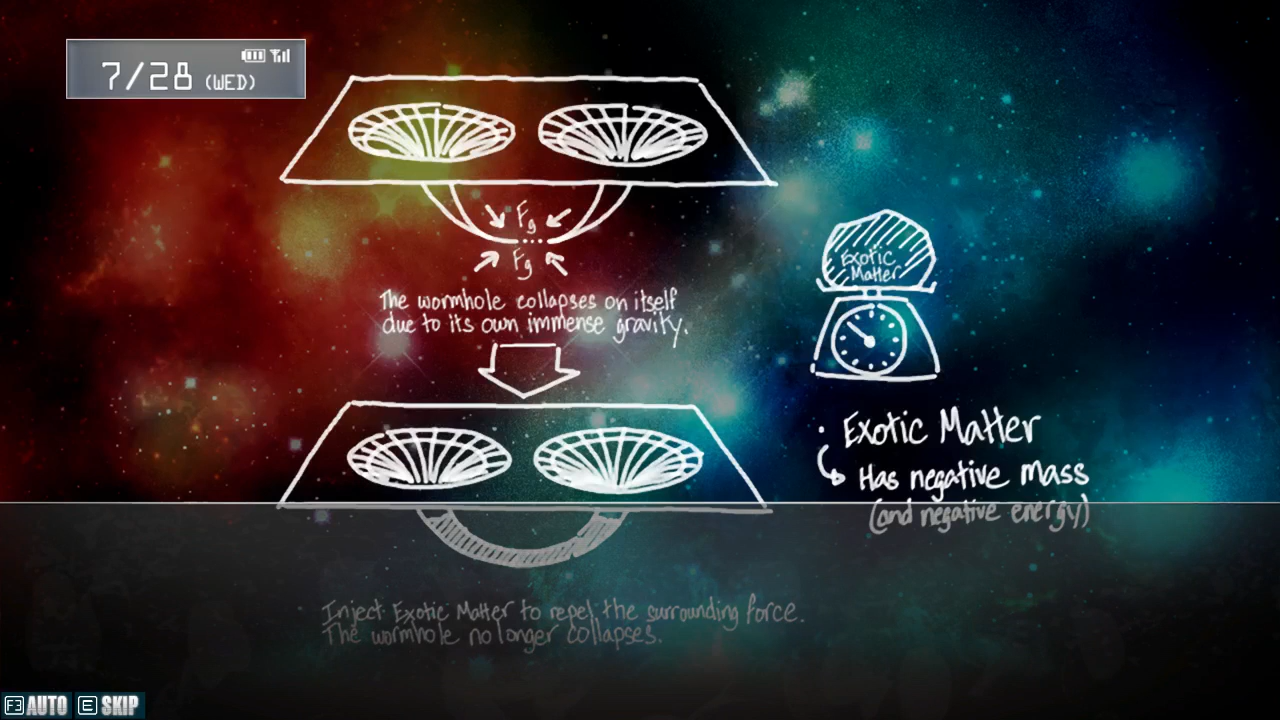 7/28 (WED)
Fg
Fg
The wormhole collapses on itself
due to its own immense gravity.
Exotic
Matter
• Exotic Matter
Has negative mass
(and negative energy)
Inject Exotic Matter to repel the surrounding force.
The wormhole no longer collapses.
F3 AUTO E SKIP